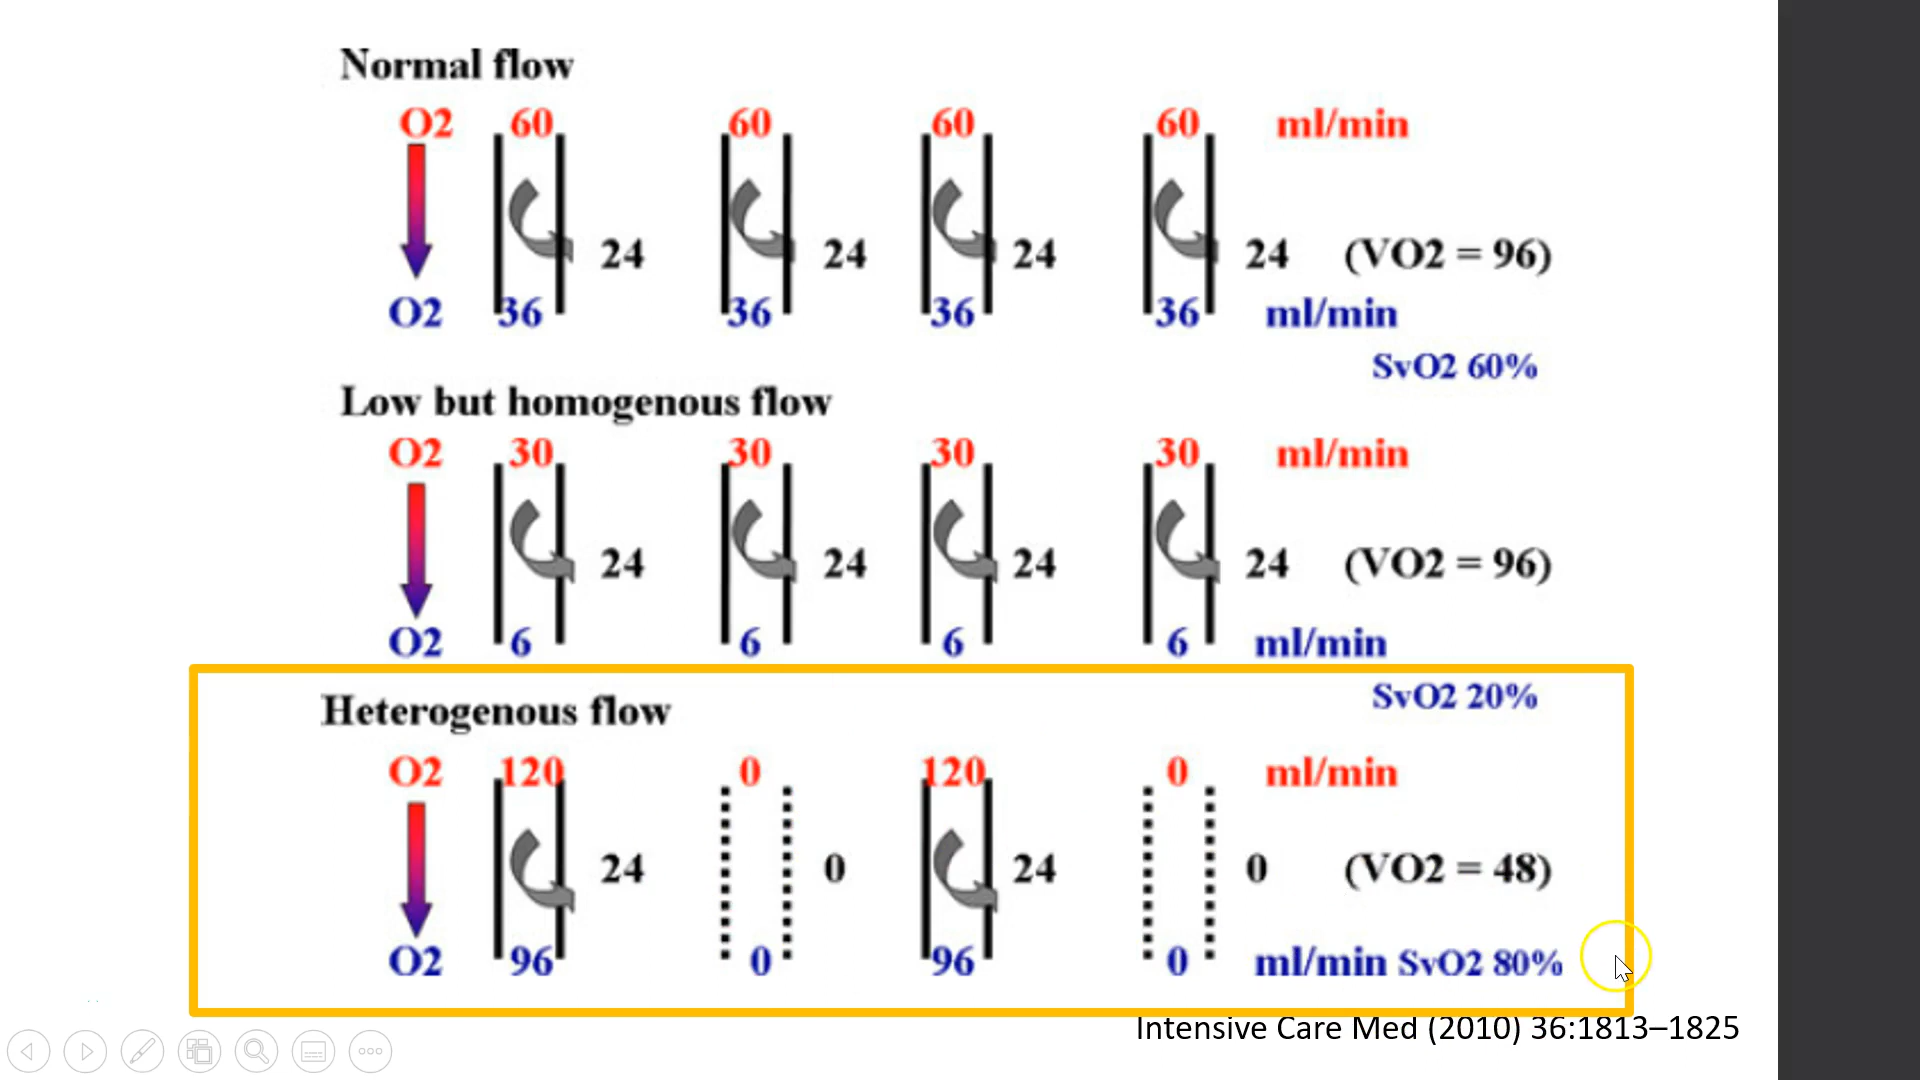 Normal flow
O2 60 60 60 60 ml/min
24 24 24 24 (VO2 = 96)
O2 36 36 36 36 ml/min
SvO2 60%
Low but homogenous flow
O2 30 30 30 30 ml/min
24 24 24 24 (VO2 = 96)
O2 6 6 6 6 ml/min
SvO2 20%
Heterogenous flow
O2 120 0 120 0 ml/min
24 0 24 0 (VO2 = 48)
O2 96 0 96 0 ml/min SvO2 80%
Intensive Care Med (2010) 36:1813–1825